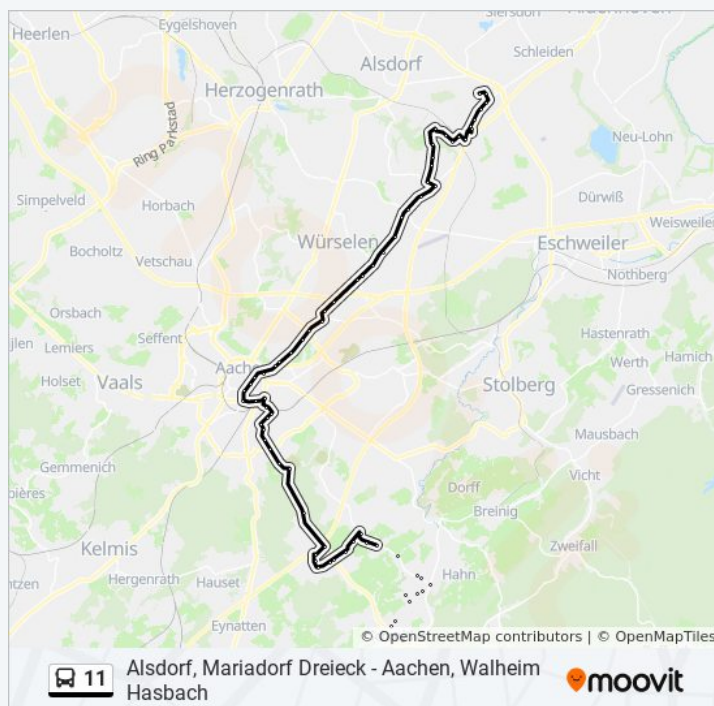 Siersdorf
Eygelshoven
Heerlen
Alsdorf
Schleiden
Herzogenrath
Ring Parkstad
Neu-Lohn
Simpelveld
Horbach
Dürwiß
Würselen
Weisweiler
Bocholtz
Eschweiler
Vetschau
Nothberg
Orsbach
Hastenrath
Seffent
Lemiers
Hamich
Aach
Werth
Vaals
Holset
Stolberg
Gressenich
Mausbach
Gemmenich
Vicht
Dorff
Breinig
Kelmis
Zweifall
Hergenrath
Hauset
Hahn
Eynatten
© OpenStreetMap contributors | © OpenMapTiles
11 Alsdorf, Mariadorf Dreieck - Aachen, Walheim
Hasbach
moovit